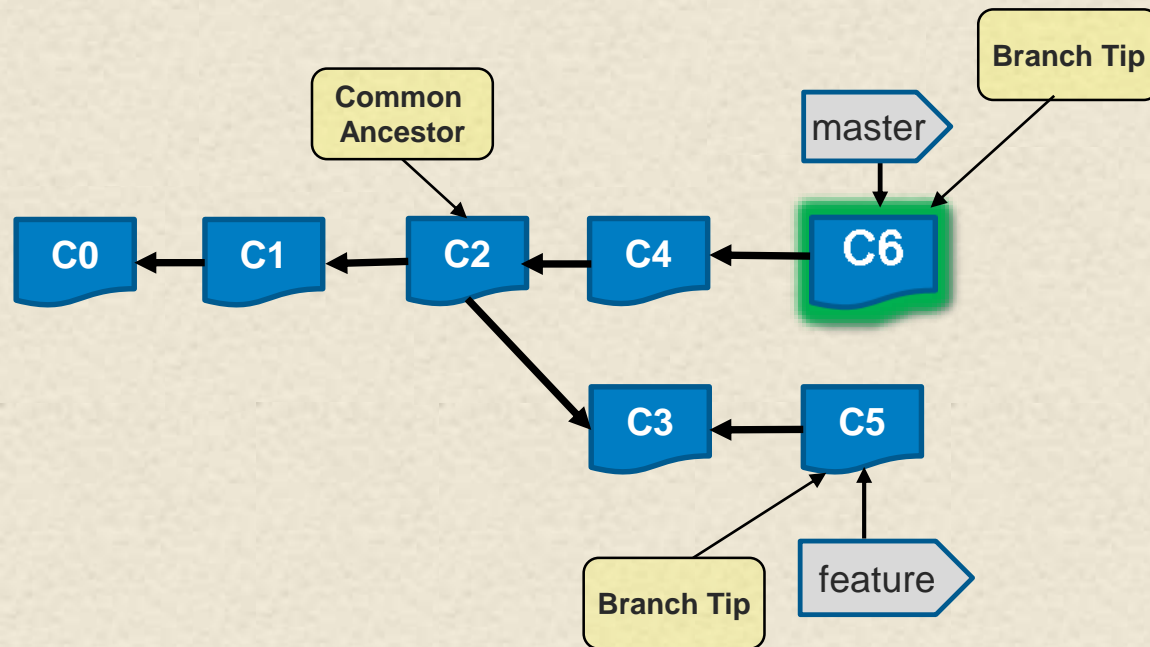 Branch Tip
Common
Ancestor
master
C0
C1
C2
C4
C6
C3
C5
Branch Tip
feature